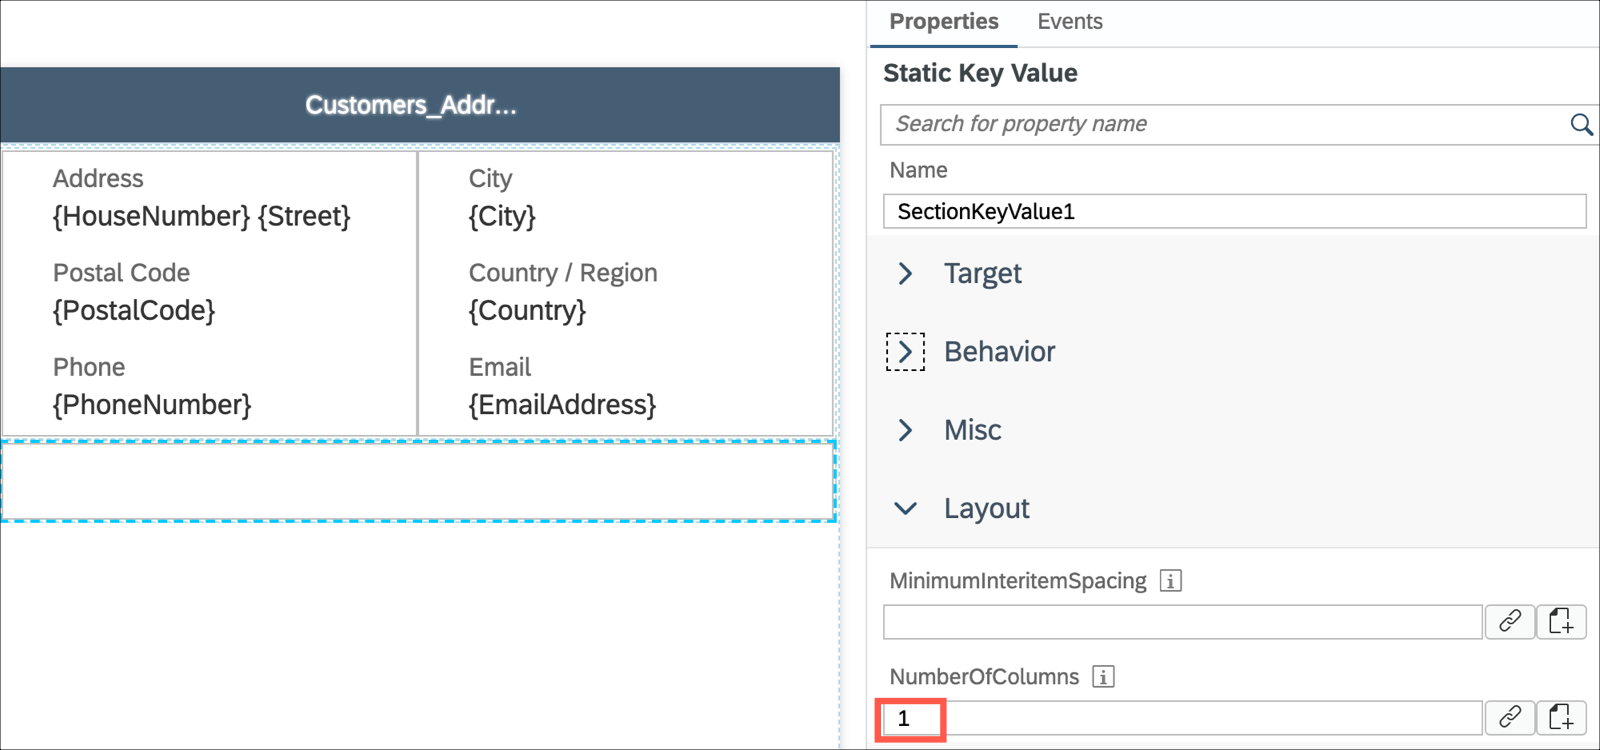 Customers_Addr...
Address
{HouseNumber} {Street}
City
{City}
Postal Code
{PostalCode}
Country / Region
{Country}
Phone
{PhoneNumber}
Email
{EmailAddress}
Properties
Events
Static Key Value
Search for property name
Name
SectionKeyValue1
Target
Behavior
Misc
Layout
MinimumInteritemSpacing
NumberOfColumns
1